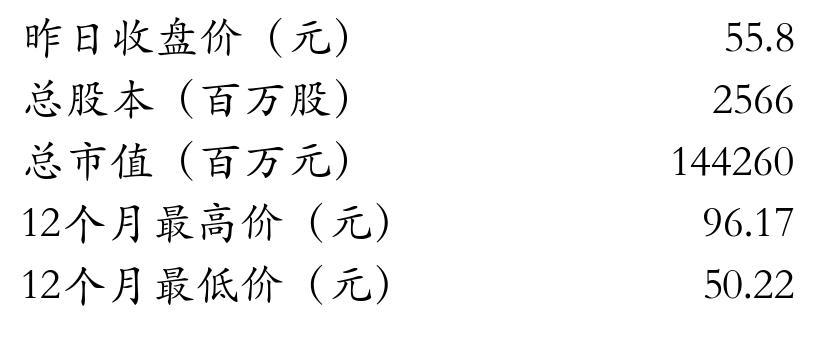 昨日收盘价（元） 55.8
总股本（百万股） 2566
总市值（百万元） 144260
12个月最高价（元） 96.17
12个月最低价（元） 50.22